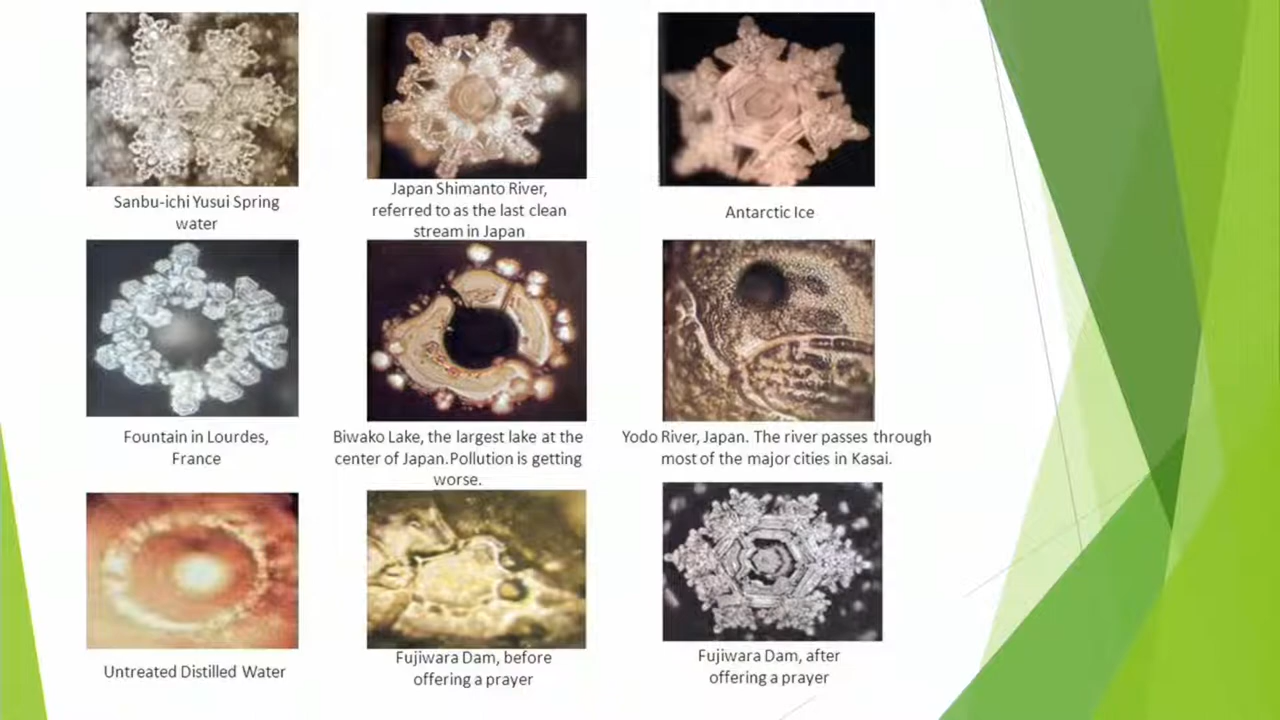 Sanbu-ichi Yusui Spring
water
Japan Shimanto River,
referred to as the last clean
stream in Japan
Antarctic Ice
Fountain in Lourdes,
France
Biwako Lake, the largest lake at the
center of Japan.Pollution is getting
worse.
Yodo River, Japan. The river passes through
most of the major cities in Kasai.
Untreated Distilled Water
Fujiwara Dam, before
offering a prayer
Fujiwara Dam, after
offering a prayer